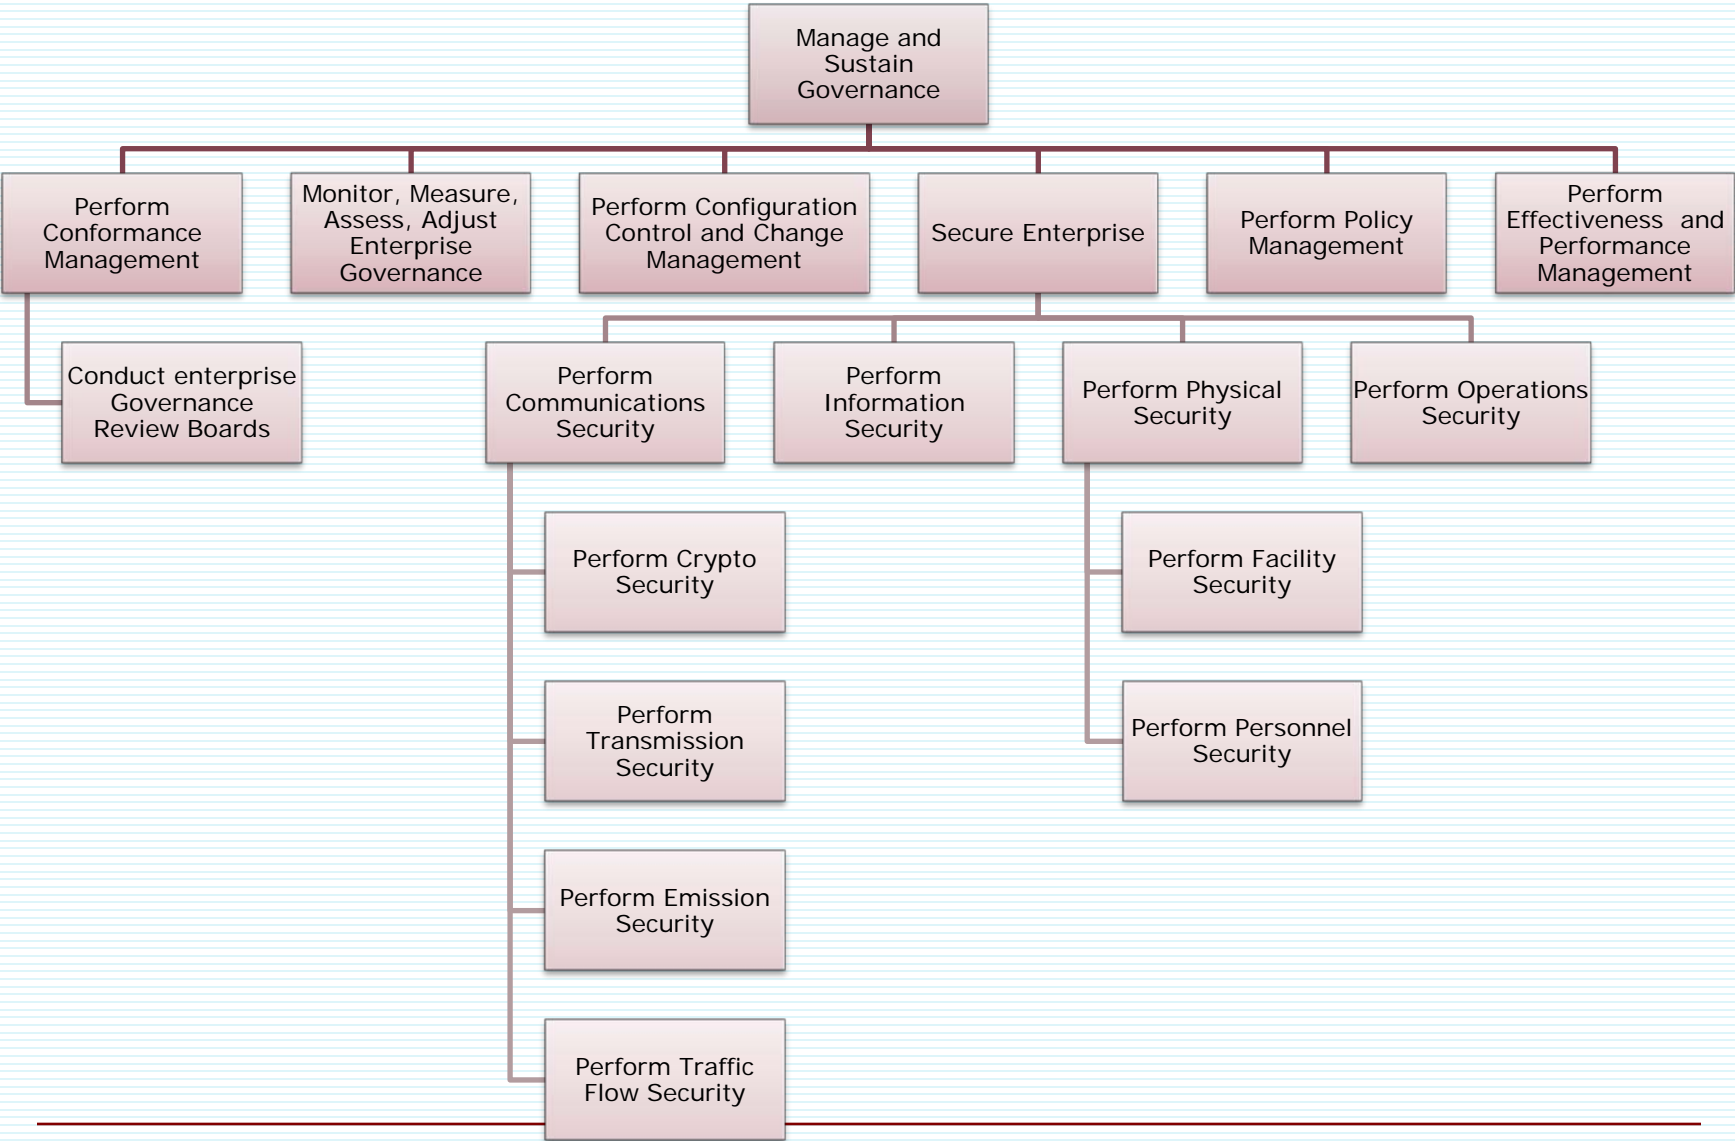 Manage and
Sustain
Governance
Perform
Conformance
Management
Monitor, Measure,
Assess, Adjust
Enterprise
Governance
Perform Configuration
Control and Change
Management
Secure Enterprise
Perform Policy
Management
Perform
Effectiveness and
Performance
Management
Conduct enterprise
Governance
Review Boards
Perform
Communications
Security
Perform
Information
Security
Perform Physical
Security
Perform Operations
Security
Perform Crypto
Security
Perform Facility
Security
Perform
Transmission
Security
Perform Personnel
Security
Perform Emission
Security
Perform Traffic
Flow Security